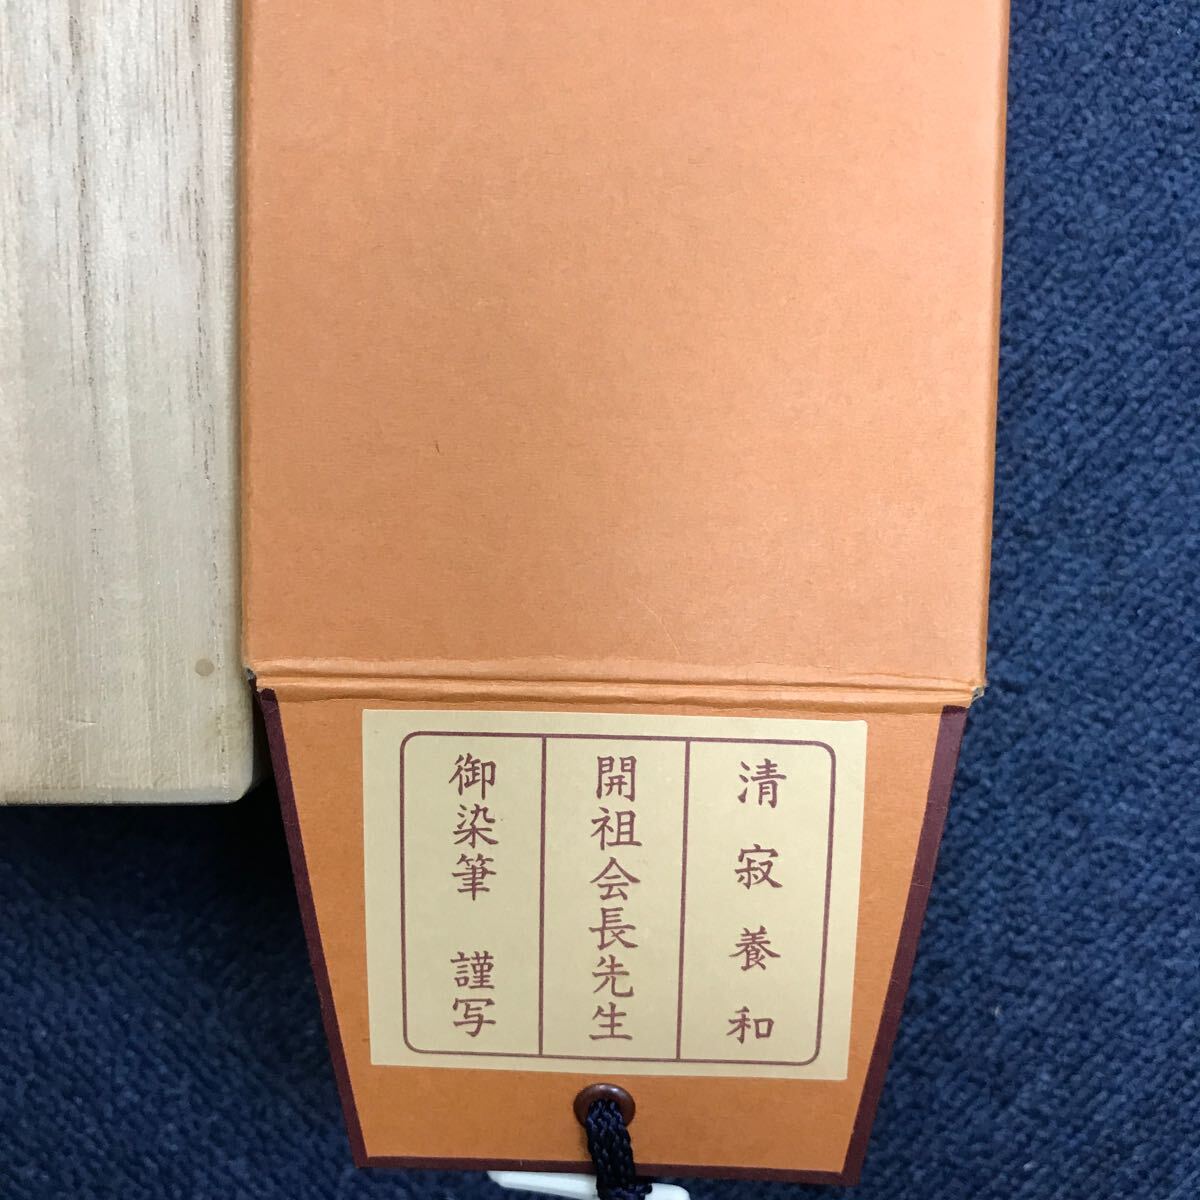 清寂養和
開祖会長先生
御染筆 謹写